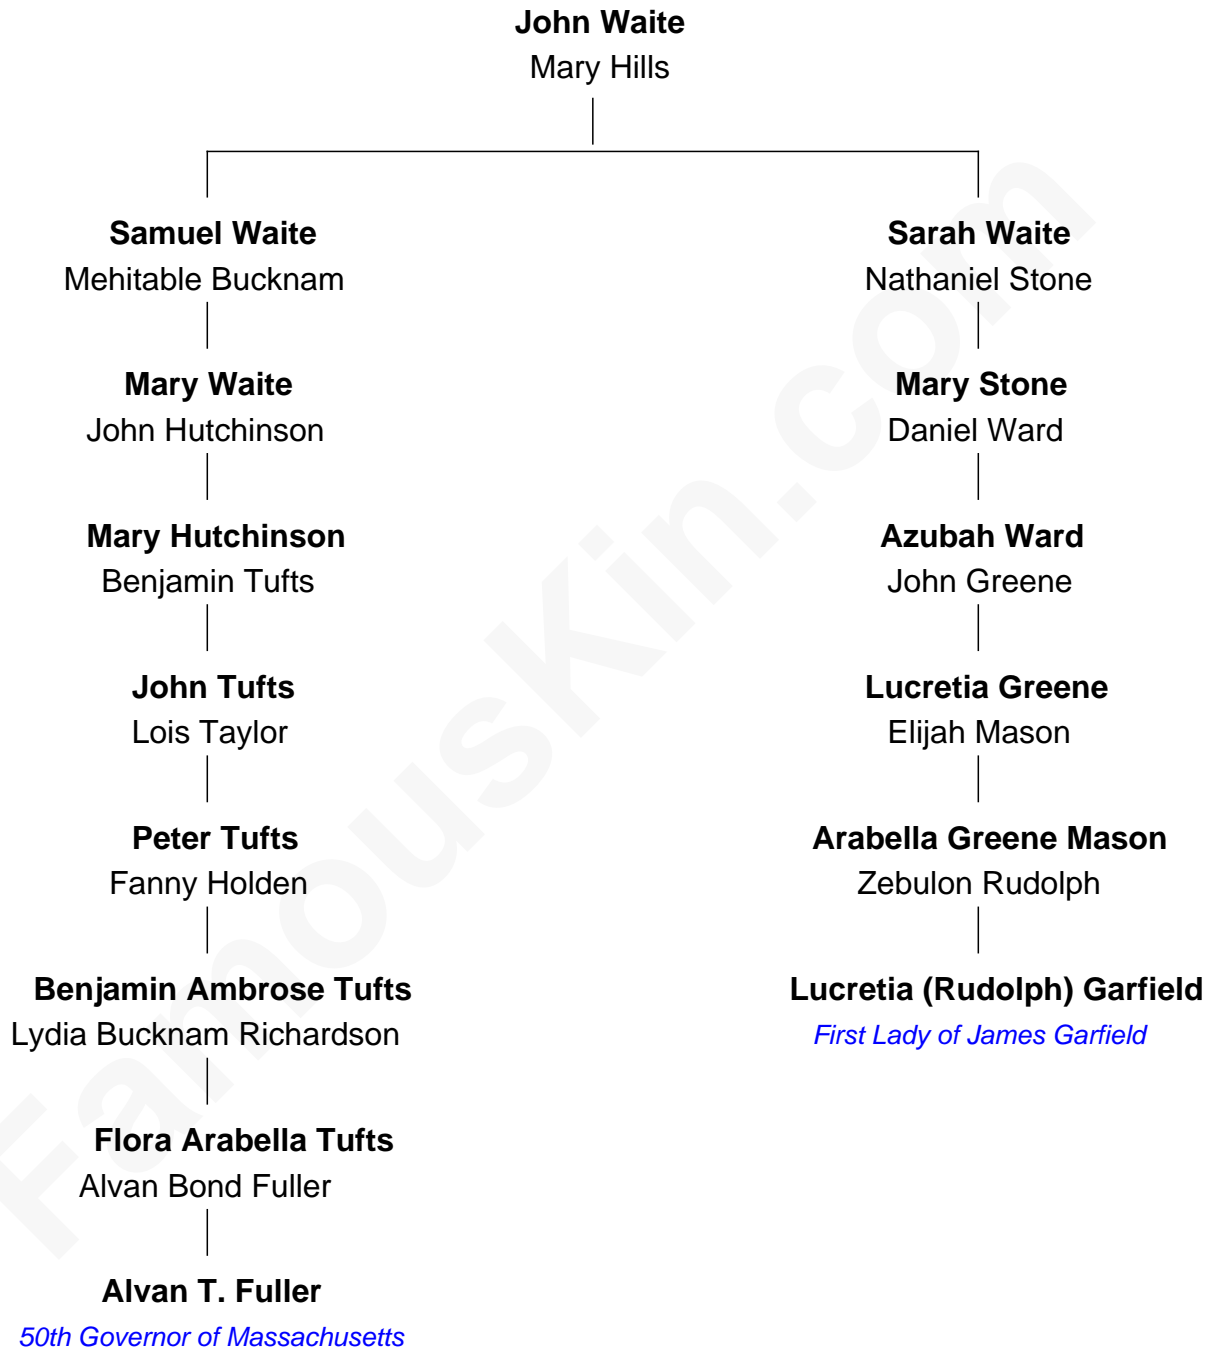 John Waite
Mary Hills
Samuel Waite
Mehitable Bucknam
Mary Waite
John Hutchinson
Mary Hutchinson
Benjamin Tufts
John Tufts
Lois Taylor
Peter Tufts
Fanny Holden
Benjamin Ambrose Tufts
Lydia Bucknam Richardson
Flora Arabella Tufts
Alvan Bond Fuller
Alvan T. Fuller
50th Governor of Massachusetts
Sarah Waite
Nathaniel Stone
Mary Stone
Daniel Ward
Azubah Ward
John Greene
Lucretia Greene
Elijah Mason
Arabella Greene Mason
Zebulon Rudolph
Lucretia (Rudolph) Garfield
First Lady of James Garfield
FamousKin.com